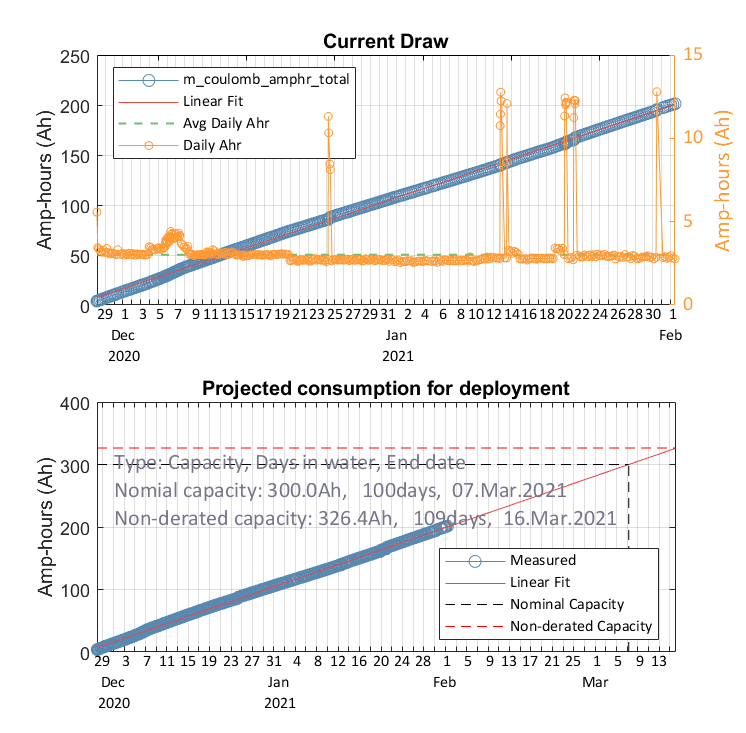 Current Draw
250
200
150
100
50
0
Amp-hours (Ah)
15
10
5
0
Amp-hours (Ah)
m_coulomb_amphr_total
Linear Fit
Avg Daily Ahr
Daily Ahr
29 1 3 5 7 9 11 13 15 17 19 21 23 25 27 29 31 2 4 6 8 10 12 14 16 18 20 22 24 26 28 30 1
Dec Jan Feb
2020 2021
Projected consumption for deployment
400
300
200
100
0
Amp-hours (Ah)
Type: Capacity, Days in water, End date
Nomial capacity: 300.0Ah, 100days, 07.Mar.2021
Non-derated capacity: 326.4Ah, 109days, 16.Mar.2021
Measured
Linear Fit
Nominal Capacity
Non-derated Capacity
29 3 7 11 15 19 23 27 31 4 8 12 16 20 24 28 1 5 9 13 17 21 25 1 5 9 13
Dec Jan Feb Mar
2020 2021